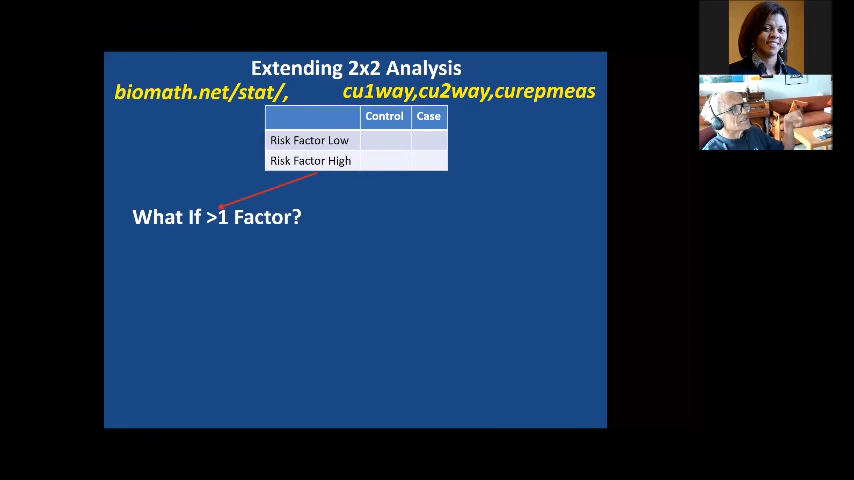 Extending 2x2 Analysis
biomath.net/stat/, cu1way,cu2way,curepmeas
Control Case
Risk Factor Low
Risk Factor High
What If >1 Factor?